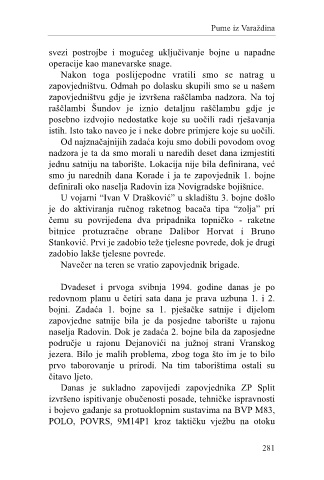 Pume iz Varaždina
svezi postrojbe i mogućeg uključivanje bojne u napadne
operacije kao manevarske snage.
Nakon toga poslijepodne vratili smo se natrag u
zapovjedništvu. Odmah po dolasku skupili smo se u našem
zapovjedništvu gdje je izvršena raščlamba nadzora. Na toj
raščlambi Šundov je iznio detaljnu raščlambu gdje je
posebno izdvojio nedostatke koje su uočili radi rješavanja
istih. Isto tako naveo je i neke dobre primjere koje su uočili.
Od najznačajnijih zadaća koju smo dobili povodom ovog
nadzora je ta da smo morali u naredih deset dana izmjestiti
jednu satniju na taborište. Lokacija nije bila definirana, već
smo ju narednih dana Korade i ja te zapovjednik 1. bojne
definirali oko naselja Radovin iza Novigradske bojišnice.
U vojarni “Ivan V Drašković” u skladištu 3. bojne došlo
je do aktiviranja ručnog raketnog bacača tipa “zolja” pri
čemu su povrijeđena dva pripadnika topničko - raketne
bitnice protuzračne obrane Dalibor Horvat i Bruno
Stanković. Prvi je zadobio teže tjelesne povrede, dok je drugi
zadobio lakše tjelesne povrede.
Navečer na teren se vratio zapovjednik brigade.
Dvadeset i prvoga svibnja 1994. godine danas je po
redovnom planu u četiri sata dana je prava uzbuna 1. i 2.
bojni. Zadaća 1. bojne sa 1. pješačke satnije i dijelom
zapovjedne satnije bila je da posjedne taborište u rajonu
naselja Radovin. Dok je zadaća 2. bojne bila da zaposjedne
područje u rajonu Dejanovići na južnoj strani Vranskog
jezera. Bilo je malih problema, zbog toga što im je to bilo
prvo taborovanje u prirodi. Na tim taborištima ostali su
čitavo ljeto.
Danas je sukladno zapovijedi zapovjednika ZP Split
izvršeno ispitivanje obučenosti posade, tehničke ispravnosti
i bojevo gađanje sa protuoklopnim sustavima na BVP M83,
POLO, POVRS, 9M14P1 kroz taktičku vježbu na otoku
281